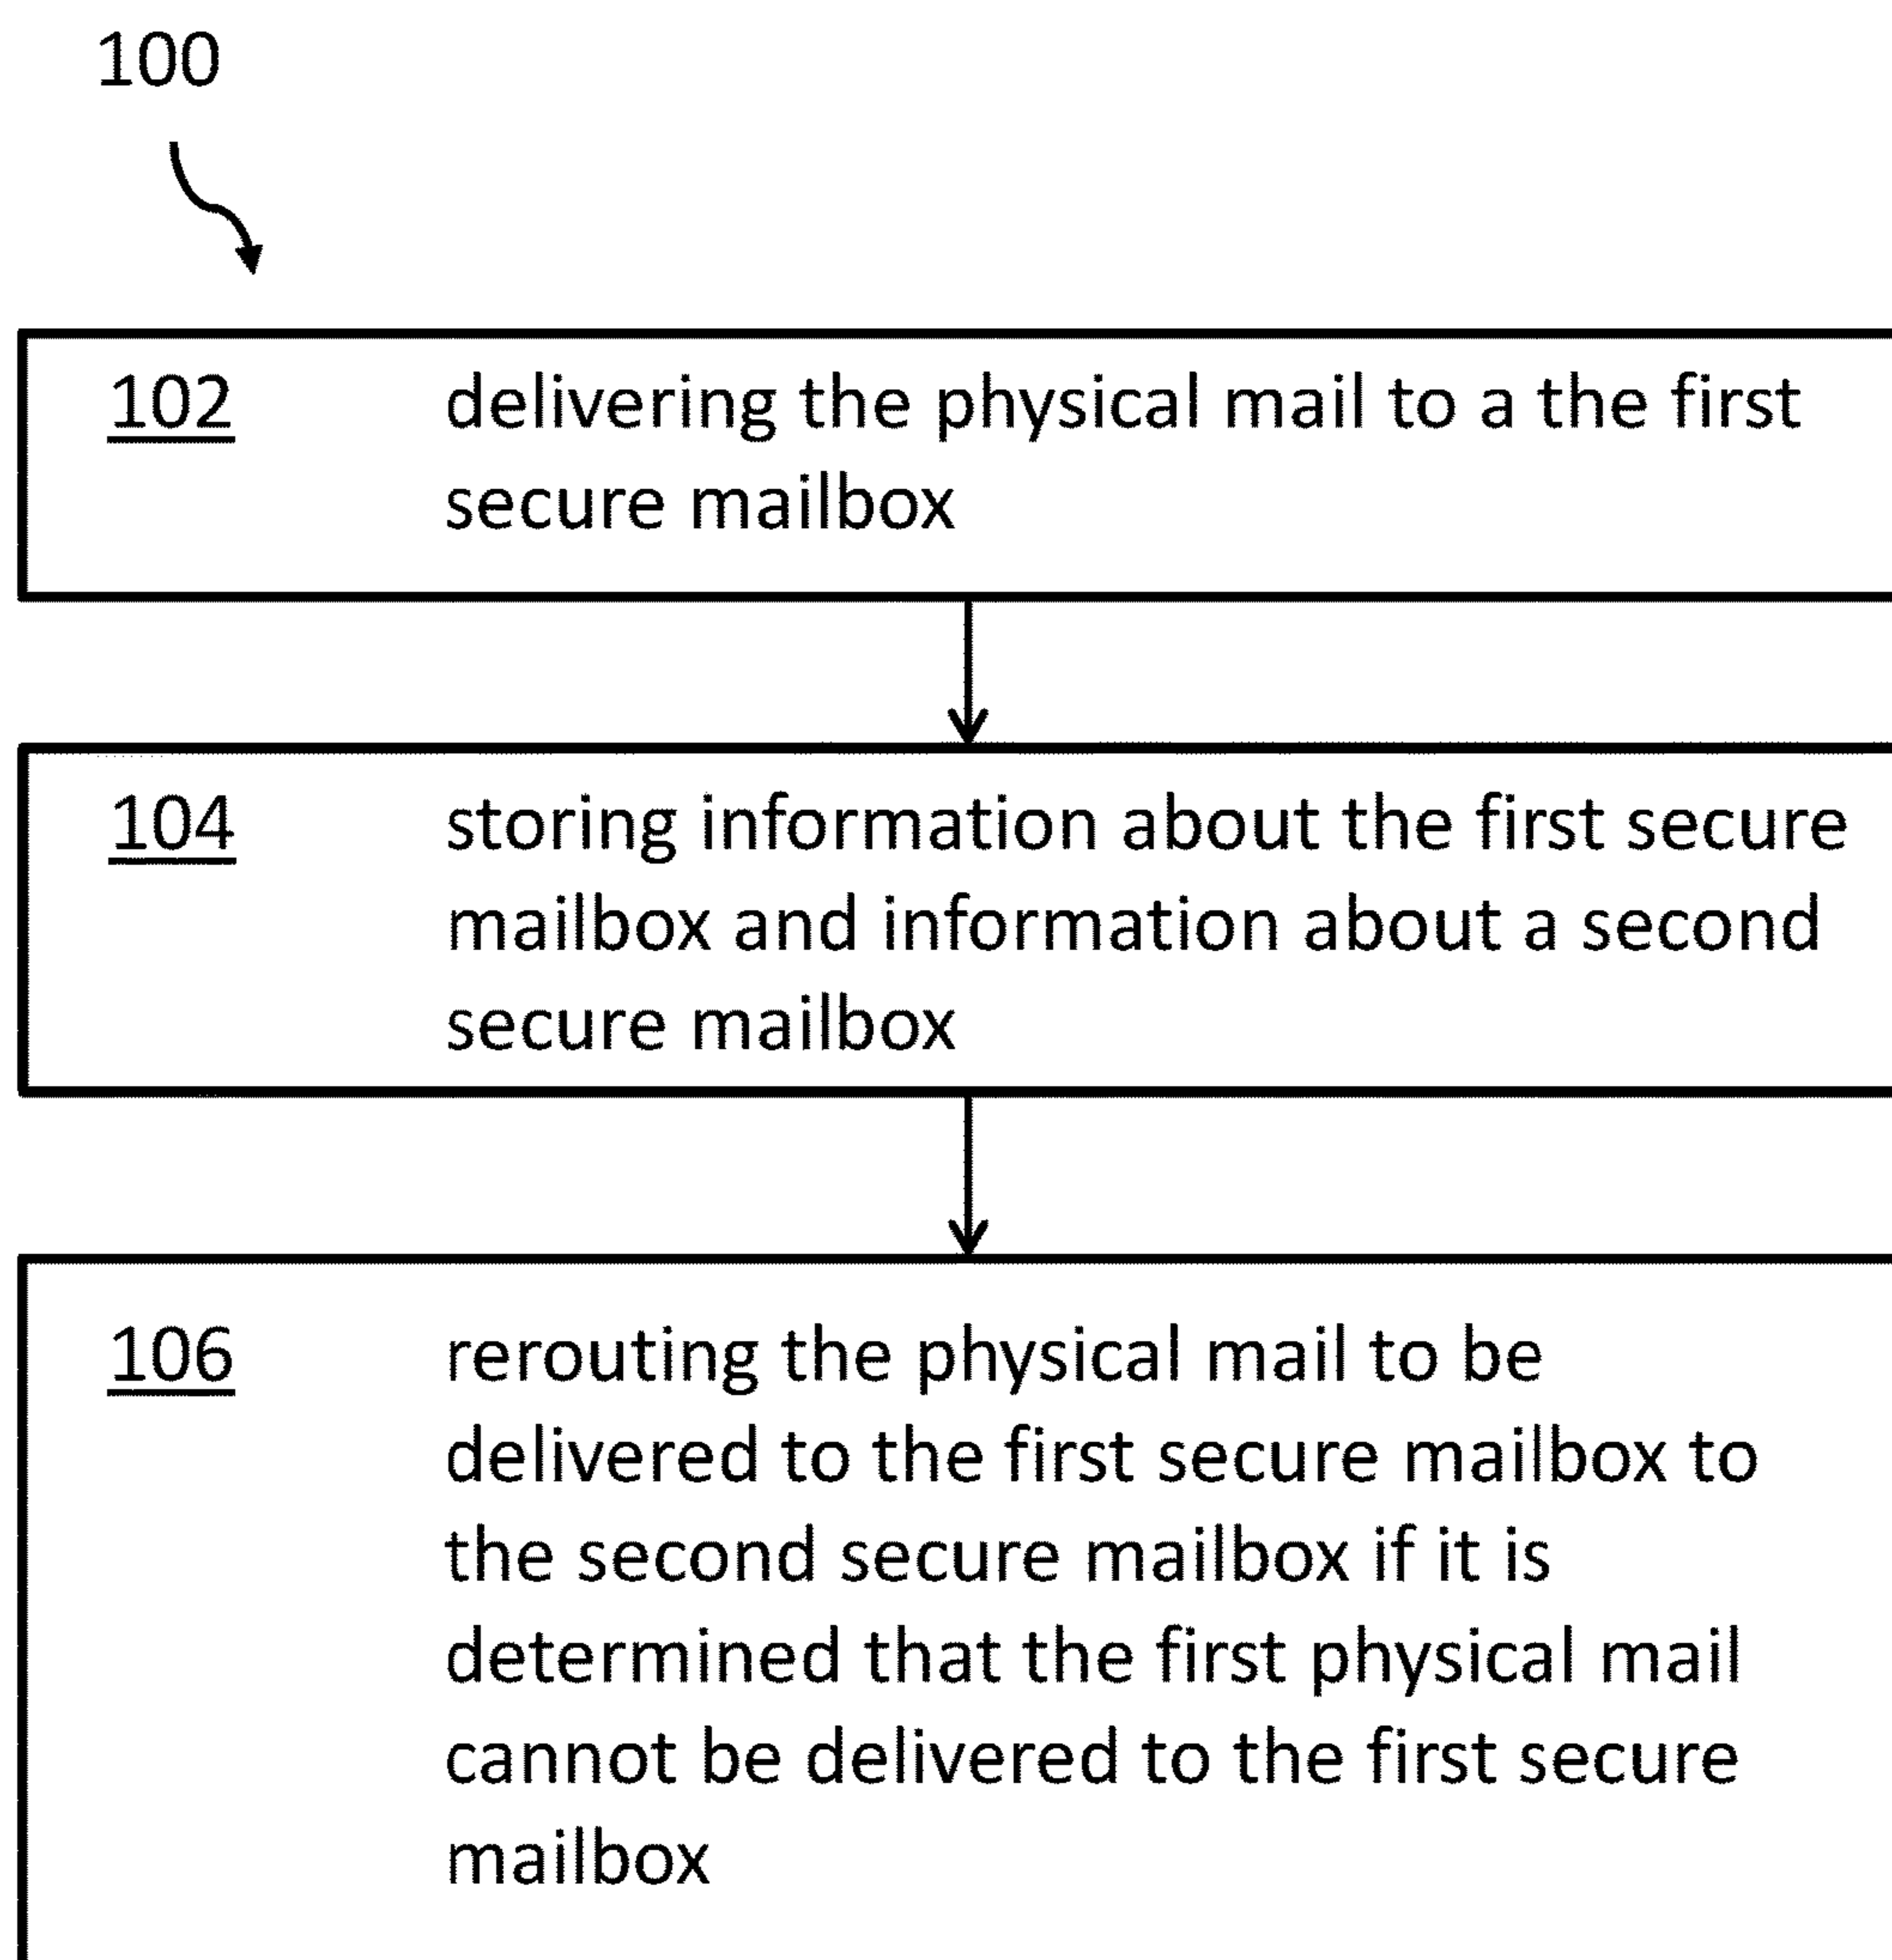 100
102 delivering the physical mail to a the first
secure mailbox
104 storing information about the first secure
mailbox and information about a second
secure mailbox
106 rerouting the physical mail to be
delivered to the first secure mailbox to
the second secure mailbox if it is
determined that the first physical mail
cannot be delivered to the first secure
mailbox